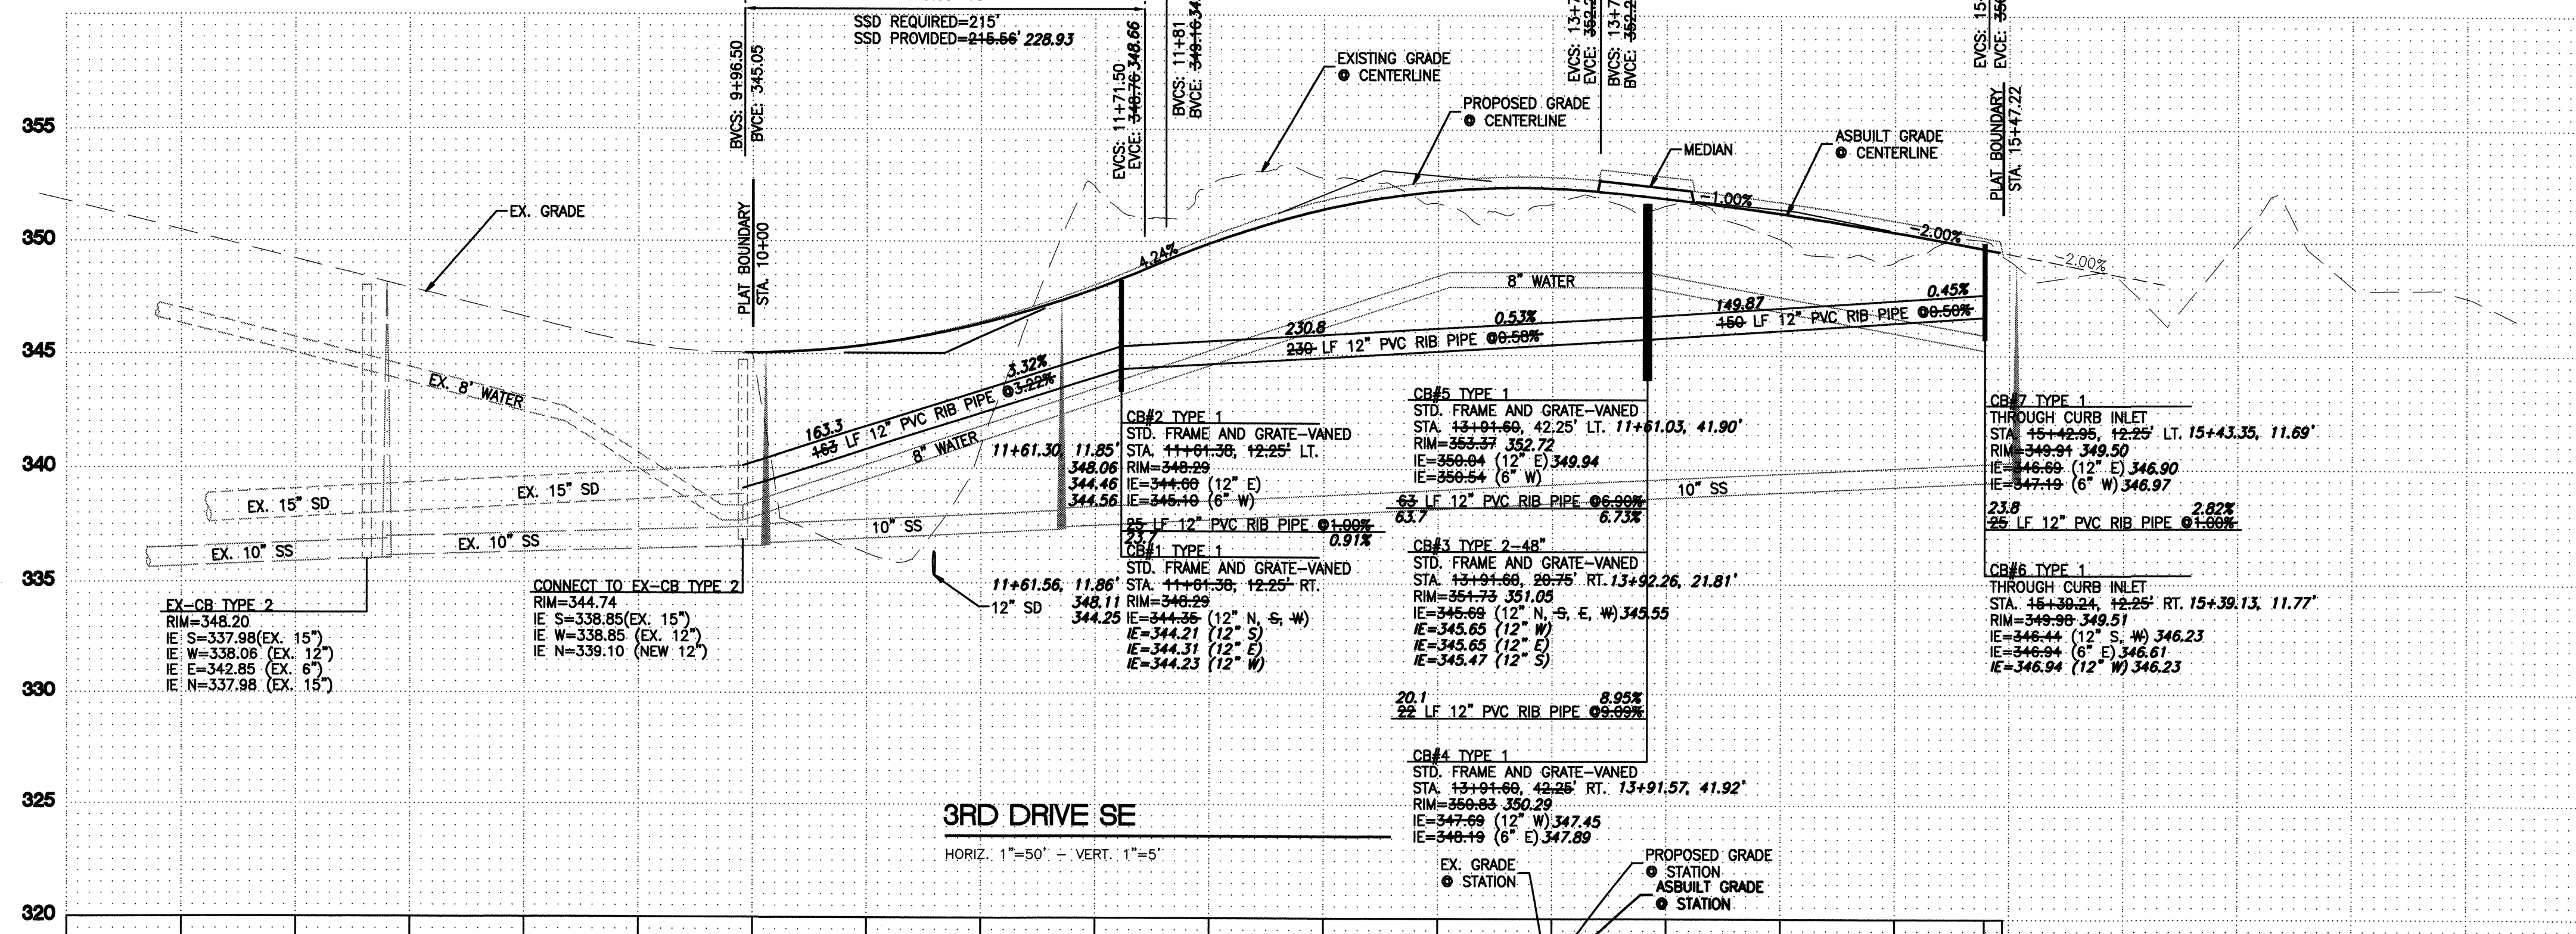 SSD REQUIRED=215'
SSD PROVIDED=215.56' 228.93
BVCS: 9+96.50
BVCE: 345.05
EVCS: 11+71.50
EVCE: 348.76 348.66
BVCS: 11+81
BVCE: 349.16
EXISTING GRADE
@ CENTERLINE
PROPOSED GRADE
@ CENTERLINE
MEDIAN
ASBUILT GRADE
@ CENTERLINE
PLAT BOUNDARY
STA. 15+47.22
355
350
345
340
335
330
325
320
EX. GRADE
PLAT BOUNDARY
STA. 10+00
4.24%
-1.00%
-2.00%
-2.00%
8" WATER
EX. 8' WATER
163.3 3.32%
163 LF 12" PVC RIB PIPE @3.22%
8" WATER
230.8 0.53%
230 LF 12" PVC RIB PIPE @0.58%
149.87 0.45%
150 LF 12" PVC RIB PIPE @0.50%
EX. 15" SD
EX. 15" SD
EX. 10" SS
EX. 10" SS
10" SS
10" SS
12" SD
EX-CB TYPE 2
RIM=348.20
IE S=337.98(EX. 15")
IE W=338.06 (EX. 12")
IE E=342.85 (EX. 6")
IE N=337.98 (EX. 15")
CONNECT TO EX-CB TYPE 2
RIM=344.74
IE S=338.85(EX. 15")
IE W=338.85 (EX. 12")
IE N=339.10 (NEW 12")
CB#2 TYPE 1
STD. FRAME AND GRATE-VANED
11+61.30, 11.85' STA. 11+61.38, 12.25' LT.
348.06 RIM=348.29
344.46 IE=344.60 (12" E)
344.56 IE=345.10 (6" W)
25 LF 12" PVC RIB PIPE @1.00%
23.7 0.91%
CB#1 TYPE 1
STD. FRAME AND GRATE-VANED
11+61.56, 11.86' STA. 11+61.38, 12.25' RT.
348.11 RIM=348.29
344.25 IE=344.35 (12" N, S, W)
IE=344.21 (12" S)
IE=344.31 (12" E)
IE=344.23 (12" W)
CB#5 TYPE 1
STD. FRAME AND GRATE-VANED
STA. 13+91.60, 42.25' LT. 11+61.03, 41.90'
RIM=353.37 352.72
IE=350.04 (12" E) 349.94
IE=350.54 (6" W)
63 LF 12" PVC RIB PIPE @6.90%
63.7 6.73%
CB#3 TYPE 2-48"
STD. FRAME AND GRATE-VANED
STA. 13+91.60, 20.75' RT. 13+92.26, 21.81'
RIM=351.73 351.05
IE=345.69 (12" N, S, E, W) 345.55
IE=345.65 (12" W)
IE=345.65 (12" E)
IE=345.47 (12" S)
20.1 8.95%
22 LF 12" PVC RIB PIPE @9.09%
CB#4 TYPE 1
STD. FRAME AND GRATE-VANED
STA. 13+91.60, 42.25' RT. 13+91.57, 41.92'
RIM=350.83 350.29
IE=347.69 (12" W) 347.45
IE=348.19 (6" E) 347.89
CB#7 TYPE 1
THROUGH CURB INLET
STA. 15+42.95, 12.25' LT. 15+43.35, 11.69'
RIM=349.91 349.50
IE=346.69 (12" E) 346.90
IE=347.19 (6" W) 346.97
23.8 2.82%
25 LF 12" PVC RIB PIPE @1.00%
CB#6 TYPE 1
THROUGH CURB INLET
STA. 15+39.24, 12.25' RT. 15+39.13, 11.77'
RIM=349.98 349.51
IE=346.44 (12" S, W) 346.23
IE=346.94 (6" E) 346.61
IE=346.94 (12" W) 346.23
3RD DRIVE SE
HORIZ. 1"=50' - VERT. 1"=5'
EX. GRADE
@ STATION
PROPOSED GRADE
@ STATION
ASBUILT GRADE
@ STATION